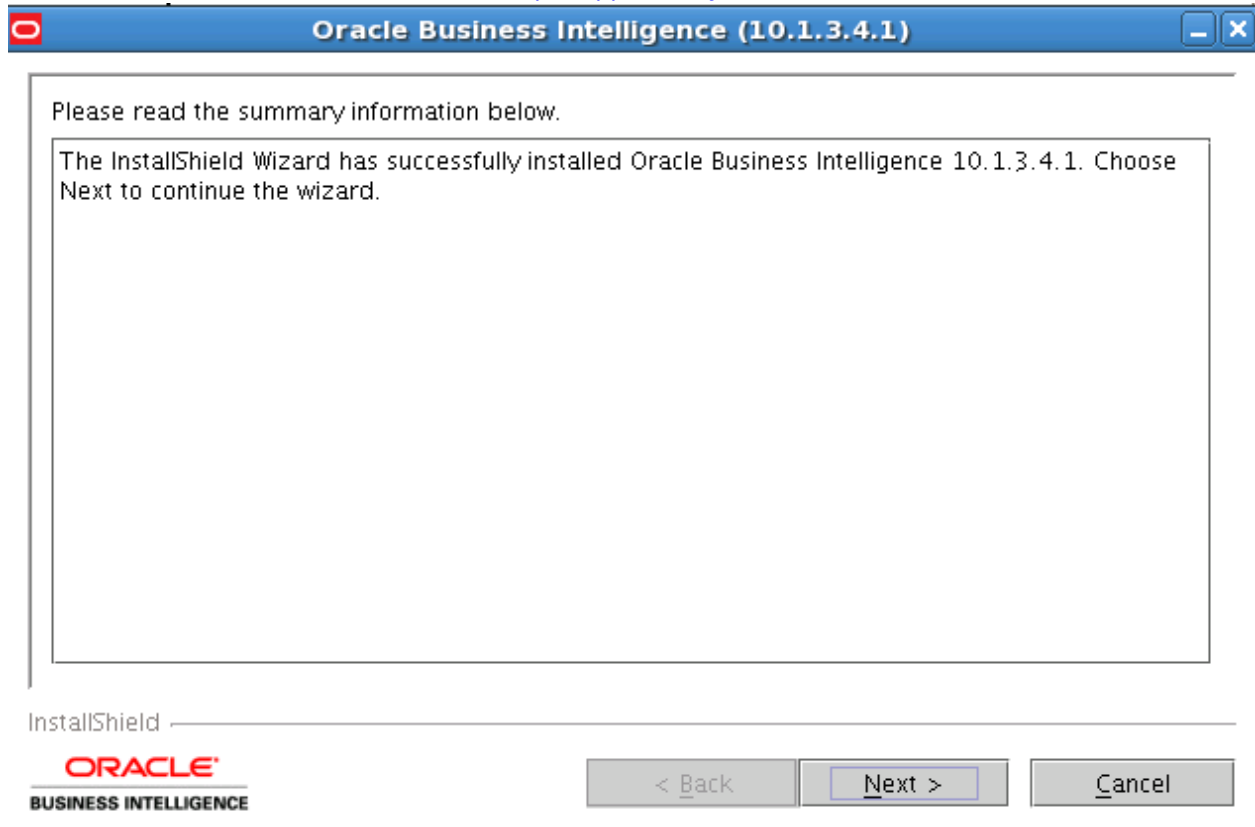 Oracle Business Intelligence (10.1.3.4.1)
Please read the summary information below.
The InstallShield Wizard has successfully installed Oracle Business Intelligence 10.1.3.4.1. Choose
Next to continue the wizard.
InstallShield
ORACLE
BUSINESS INTELLIGENCE
< Back
Next >
Cancel